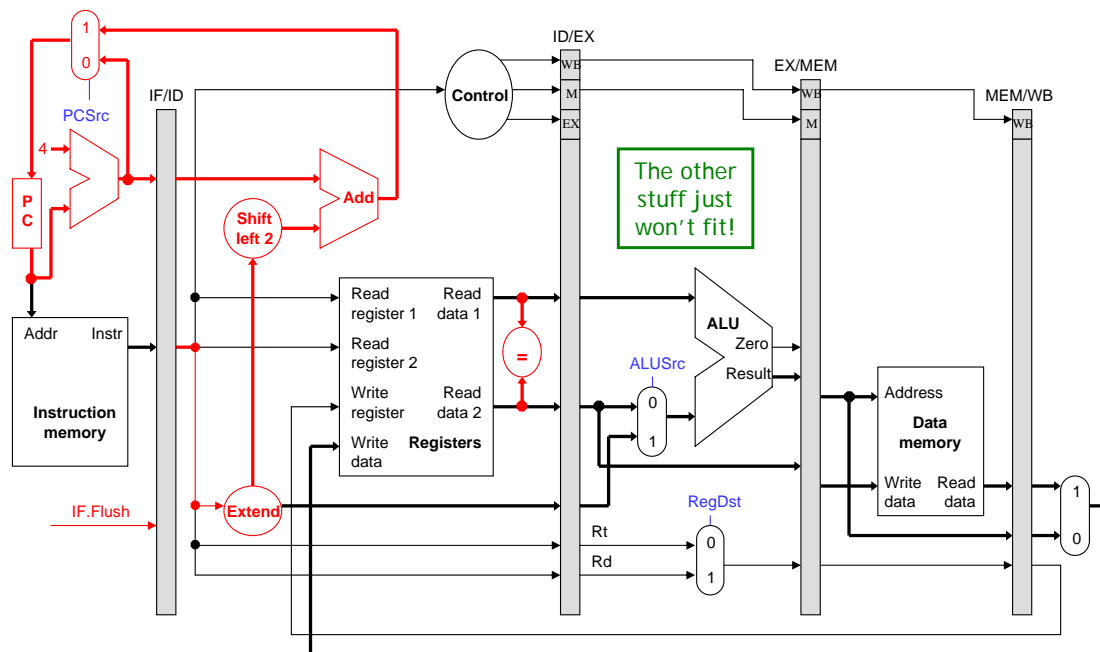 1
0
PCSrc
4
P
C
IF/ID
Add
Shift
left 2
Control
ID/EX
WB
M
EX
EX/MEM
WB
M
MEM/WB
WB
The other
stuff just
won't fit!
Addr
Instr
Instruction
memory
Read
register 1
Read
data 1
Read
register 2
Write
register
Read
data 2
Write
data
Registers
=
ALU
Zero
Result
ALUSrc
0
1
Address
Data
memory
Write
data
Read
data
1
0
IF.Flush
Extend
Rt
Rd
RegDst
0
1